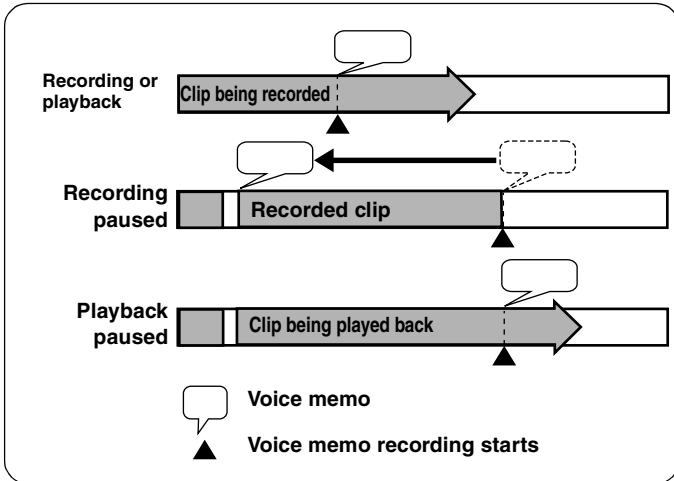 Recording or
playback
Clip being recorded
Recording
paused
Recorded clip
Playback
paused
Clip being played back
Voice memo
Voice memo recording starts